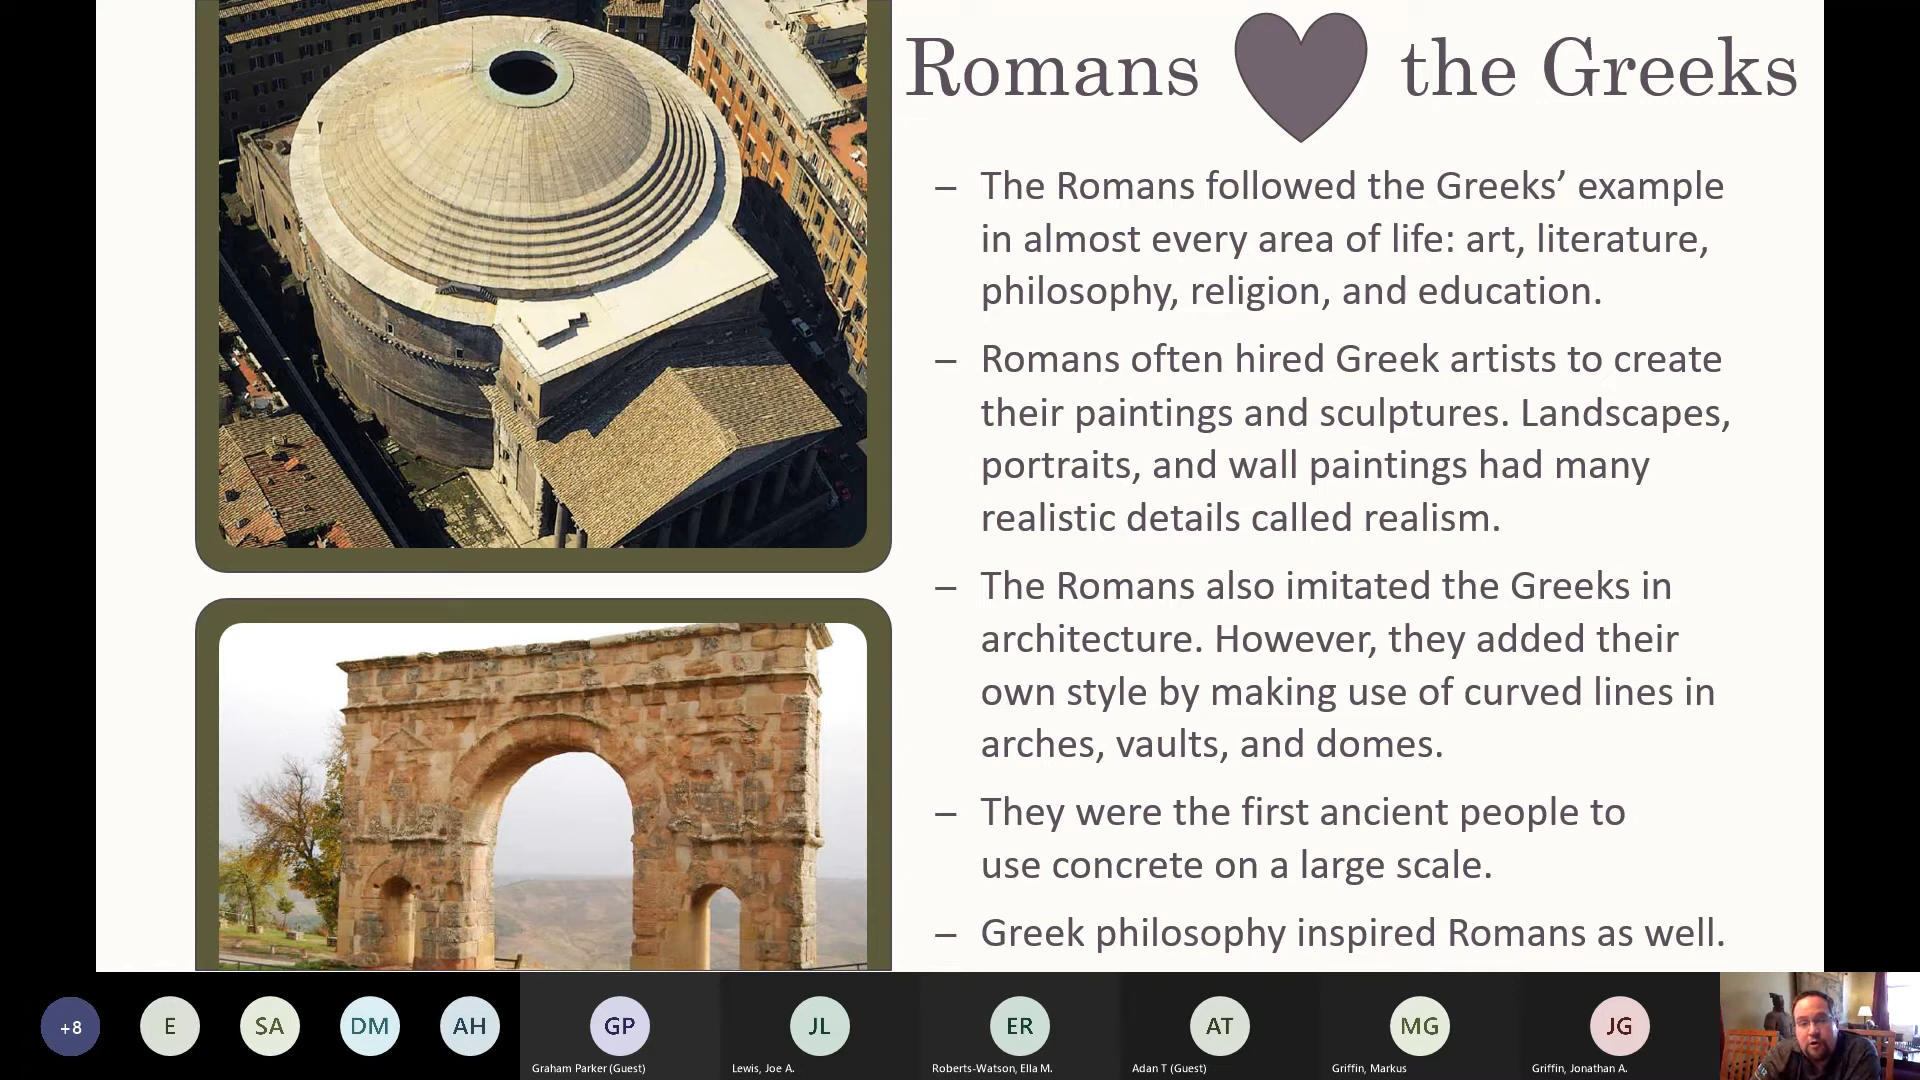 Romans the Greeks
– The Romans followed the Greeks’ example
in almost every area of life: art, literature,
philosophy, religion, and education.
– Romans often hired Greek artists to create
their paintings and sculptures. Landscapes,
portraits, and wall paintings had many
realistic details called realism.
– The Romans also imitated the Greeks in
architecture. However, they added their
own style by making use of curved lines in
arches, vaults, and domes.
– They were the first ancient people to
use concrete on a large scale.
– Greek philosophy inspired Romans as well.
+8
E
SA
DM
AH
GP
JL
ER
AT
MG
JG
Graham Parker (Guest)
Lewis, Joe A.
Roberts-Watson, Ella M.
Adan T (Guest)
Griffin, Markus
Griffin, Jonathan A.